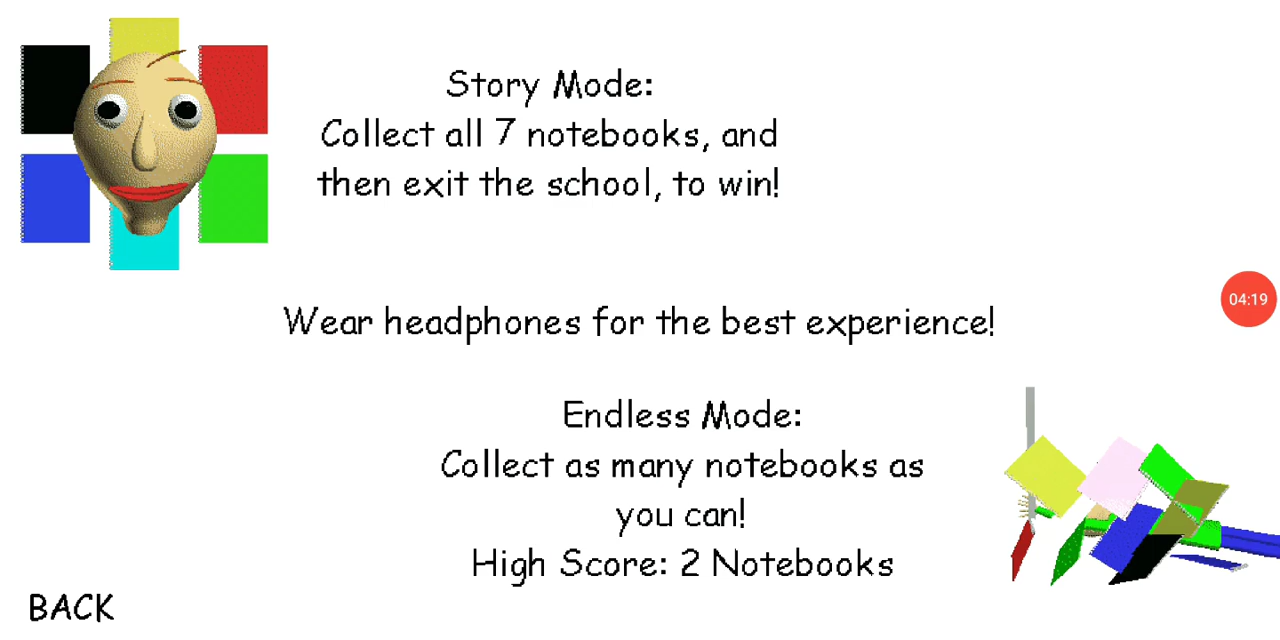 Story Mode:
Collect all 7 notebooks, and
then exit the school, to win!
04:19
Wear headphones for the best experience!
Endless Mode:
Collect as many notebooks as
you can!
High Score: 2 Notebooks
BACK